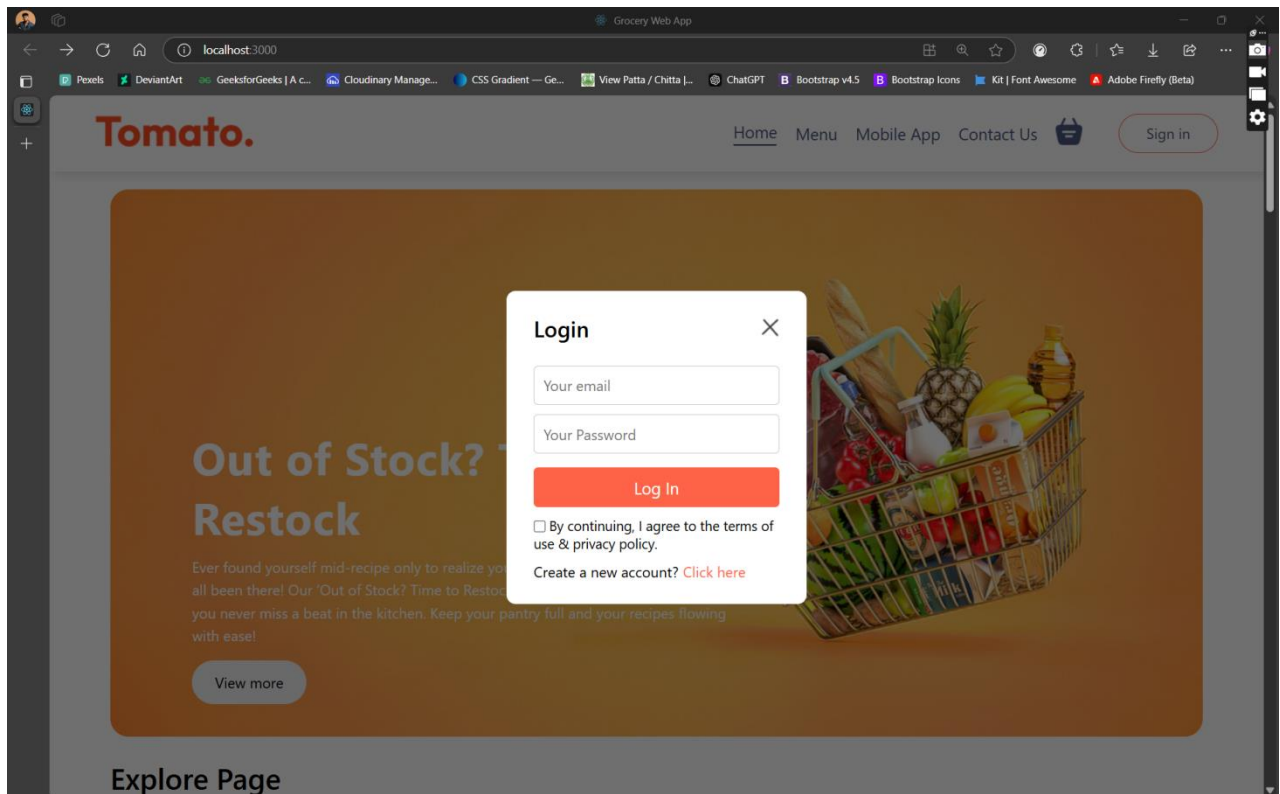 Grocery Web App
localhost:3000
Pexels DeviantArt GeeksforGeeks | A c... Cloudinary Manage... CSS Gradient — Ge... View Patta / Chitta |... ChatGPT B Bootstrap v4.5 B Bootstrap Icons Kit | Font Awesome Adobe Firefly (Beta)
Tomato.
Home Menu Mobile App Contact Us Sign in
Login
Your email
Your Password
Log In
By continuing, I agree to the terms of
use & privacy policy.
Create a new account? Click here
Out of Stock?
Restock
Ever found yourself mid-recipe only to realize
all been there! Our 'Out of Stock? Time to
you never miss a beat in the kitchen. Keep your pantry full and your recipes flowing
with ease!
View more
Explore Page